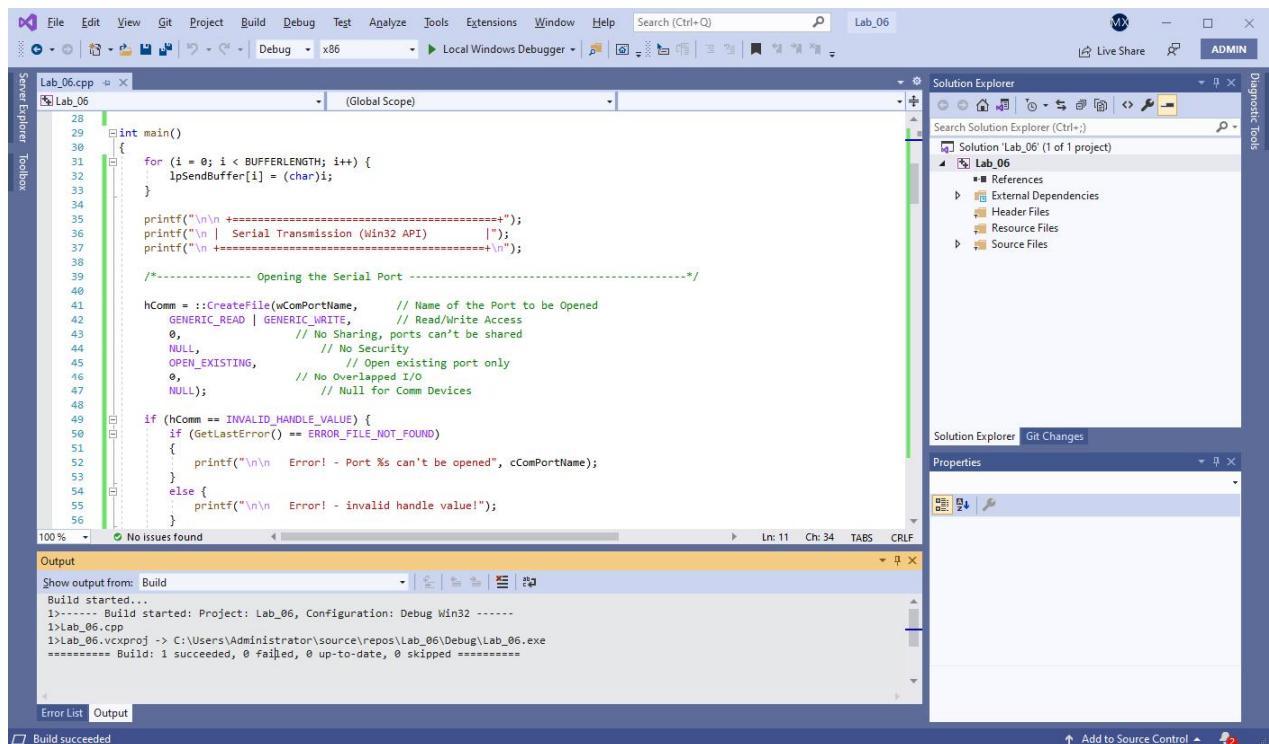 File Edit View Git Project Build Debug Test Analyze Tools Extensions Window Help Search (Ctrl+Q) Lab_06 MX
Debug x86 Local Windows Debugger Live Share ADMIN
Server Explorer
Toolbox
Lab_06.cpp
Lab_06 (Global Scope)
28
29 int main()
30 {
31 for (i = 0; i < BUFFERLENGTH; i++) {
32 lpSendBuffer[i] = (char)i;
33 }
34
35 printf("\n\n +==========================================+");
36 printf("\n | Serial Transmission (Win32 API) |");
37 printf("\n +==========================================+\n");
38
39 /*--------------- Opening the Serial Port --------------------------------------------*/
40
41 hComm = ::CreateFile(wComPortName, // Name of the Port to be Opened
42 GENERIC_READ | GENERIC_WRITE, // Read/Write Access
43 0, // No Sharing, ports can't be shared
44 NULL, // No Security
45 OPEN_EXISTING, // Open existing port only
46 0, // No Overlapped I/O
47 NULL); // Null for Comm Devices
48
49 if (hComm == INVALID_HANDLE_VALUE) {
50 if (GetLastError() == ERROR_FILE_NOT_FOUND)
51 {
52 printf("\n\n Error! - Port %s can't be opened", cComPortName);
53 }
54 else {
55 printf("\n\n Error! - invalid handle value!");
56 }
100 % No issues found Ln: 11 Ch: 34 TABS CRLF
Output
Show output from: Build
Build started...
1>------ Build started: Project: Lab_06, Configuration: Debug Win32 ------
1>Lab_06.cpp
1>Lab_06.vcxproj -> C:\Users\Administrator\source\repos\Lab_06\Debug\Lab_06.exe
========== Build: 1 succeeded, 0 failed, 0 up-to-date, 0 skipped ==========
Error List Output
Solution Explorer
Search Solution Explorer (Ctrl+;)
Solution 'Lab_06' (1 of 1 project)
Lab_06
References
External Dependencies
Header Files
Resource Files
Source Files
Solution Explorer Git Changes
Properties
Diagnostic Tools
Build succeeded Add to Source Control 2